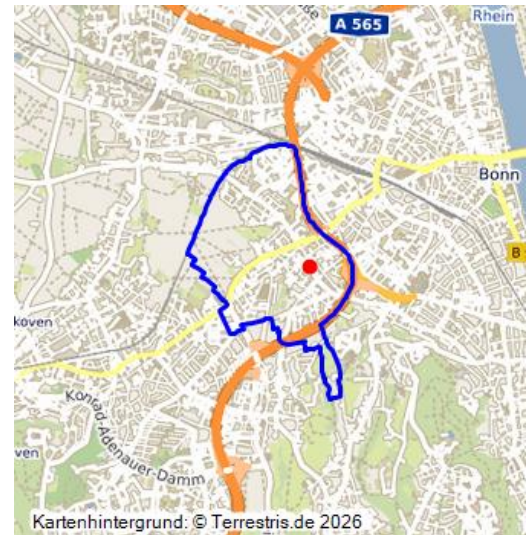 A 565
Rhein
Bonn
B
koven
Konrad-Adenauer-Damm
ven
Kartenhintergrund: © Terrestris.de 2026